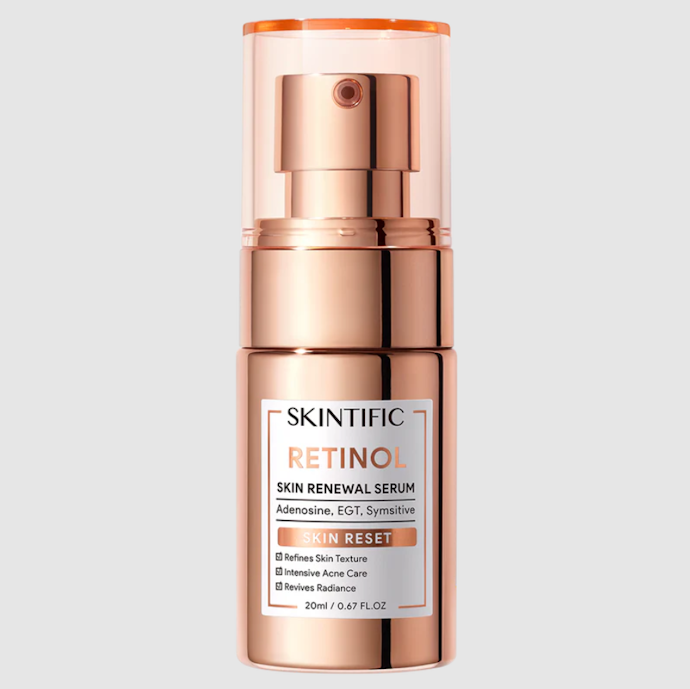 SKINTIFIC
RETINOL
SKIN RENEWAL SERUM
Adenosine, EGT, Symsitive
SKIN RESET
Refines Skin Texture
Intensive Acne Care
Revives Radiance
20ml / 0.67 FL.OZ